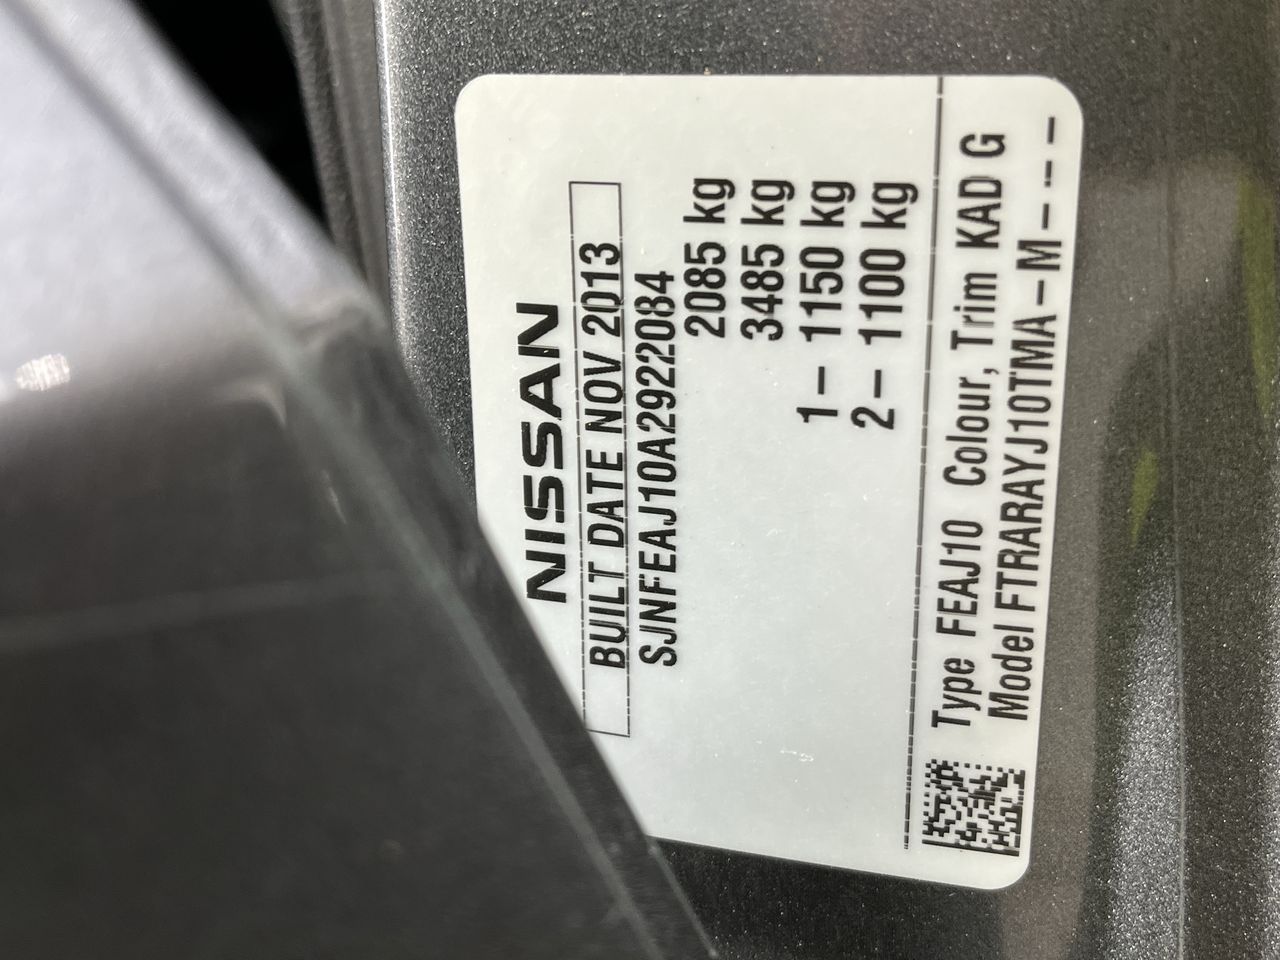 NISSAN
BUILT DATE NOV 2013
SJNFEAJ10A2922084
2085 kg
3485 kg
1– 1150 kg
2– 1100 kg
Type FEAJ10 Colour, Trim KAD G
Model FTRARAYJ10TMA–M––––